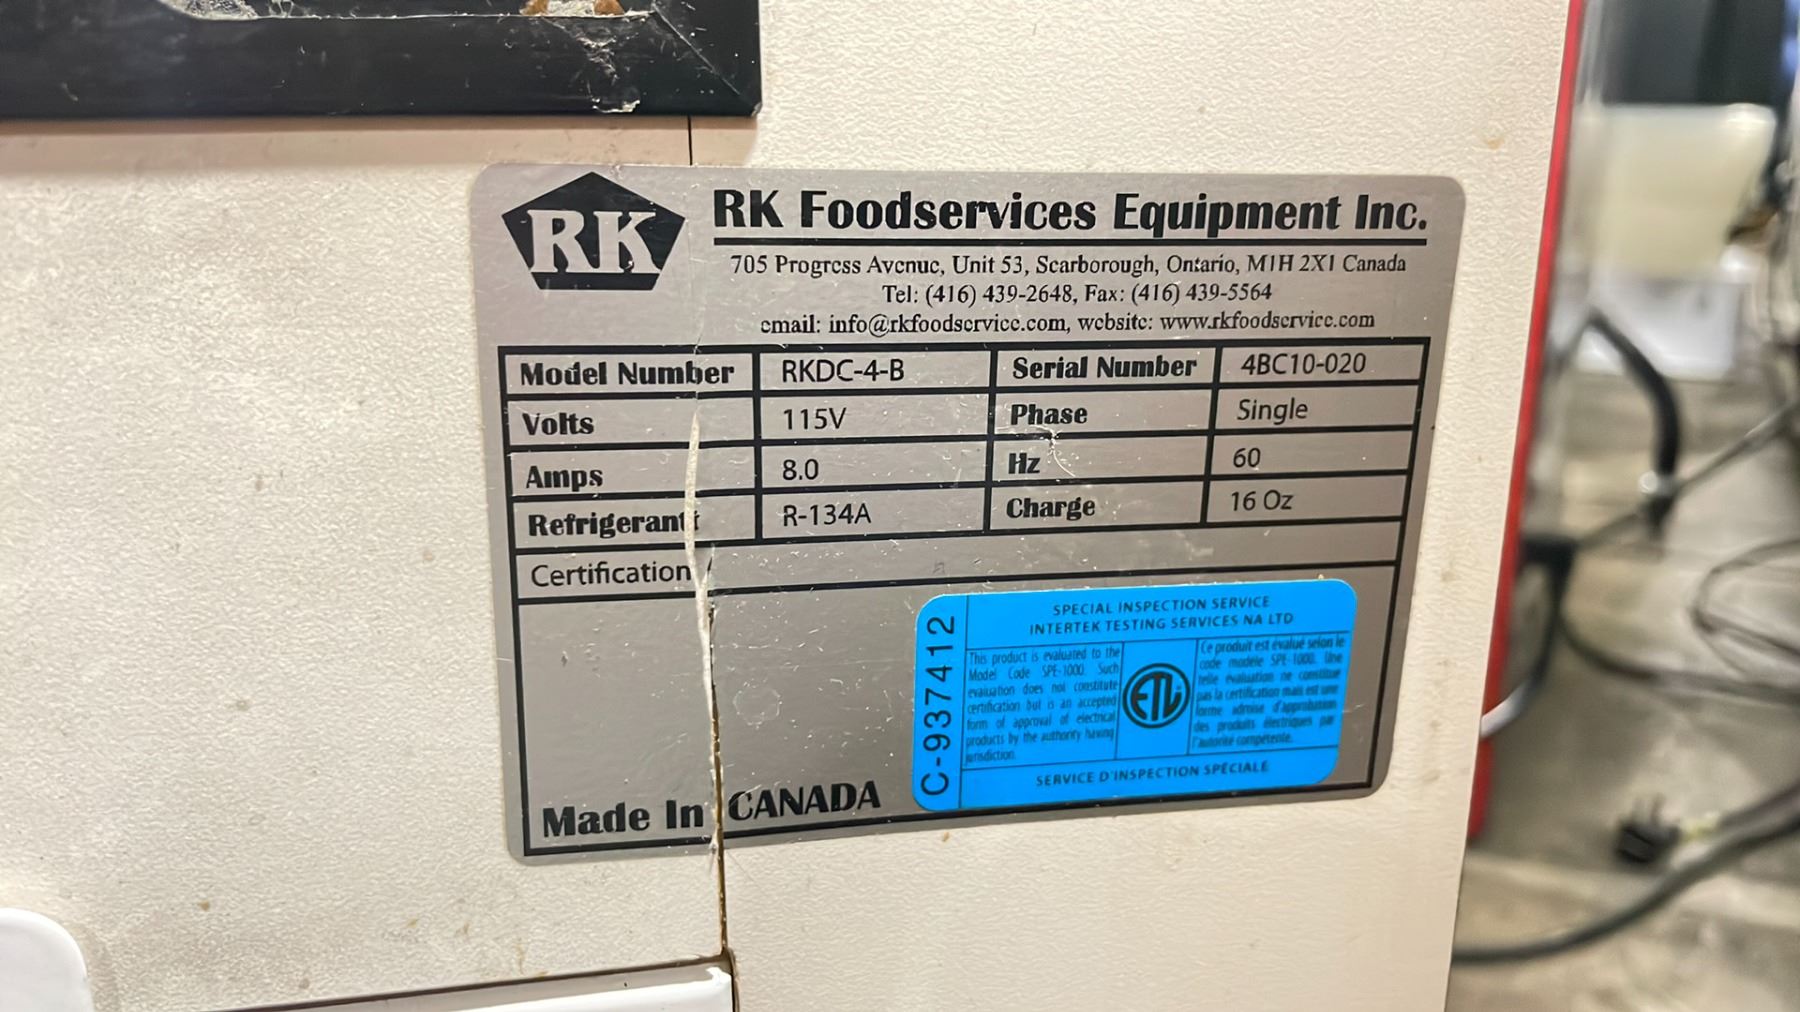 RK
RK Foodservices Equipment Inc.
705 Progress Avenue, Unit 53, Scarborough, Ontario, M1H 2X1 Canada
Tel: (416) 439-2648, Fax: (416) 439-5564
email: info@rkfoodservice.com, website: www.rkfoodservice.com
Model Number RKDC-4-B Serial Number 4BC10-020
Volts 115V Phase Single
Amps 8.0 Hz 60
Refrigerant R-134A Charge 16 Oz
Certification
C-937412
SPECIAL INSPECTION SERVICE
INTERTEK TESTING SERVICES NA LTD
This product is evaluated to the
Model Code SPE-1000. Such
evaluation does not constitute
certification but is an accepted
form of approval of electrical
products by the authority having
jurisdiction.
ETL
Ce produit est évalué selon le
code modèle SPE-1000. Une
telle évaluation ne constitue
pas la certification mais est une
forme admise d'approbation
des produits électriques par
l'autorité compétente.
SERVICE D'INSPECTION SPÉCIALE
Made In CANADA